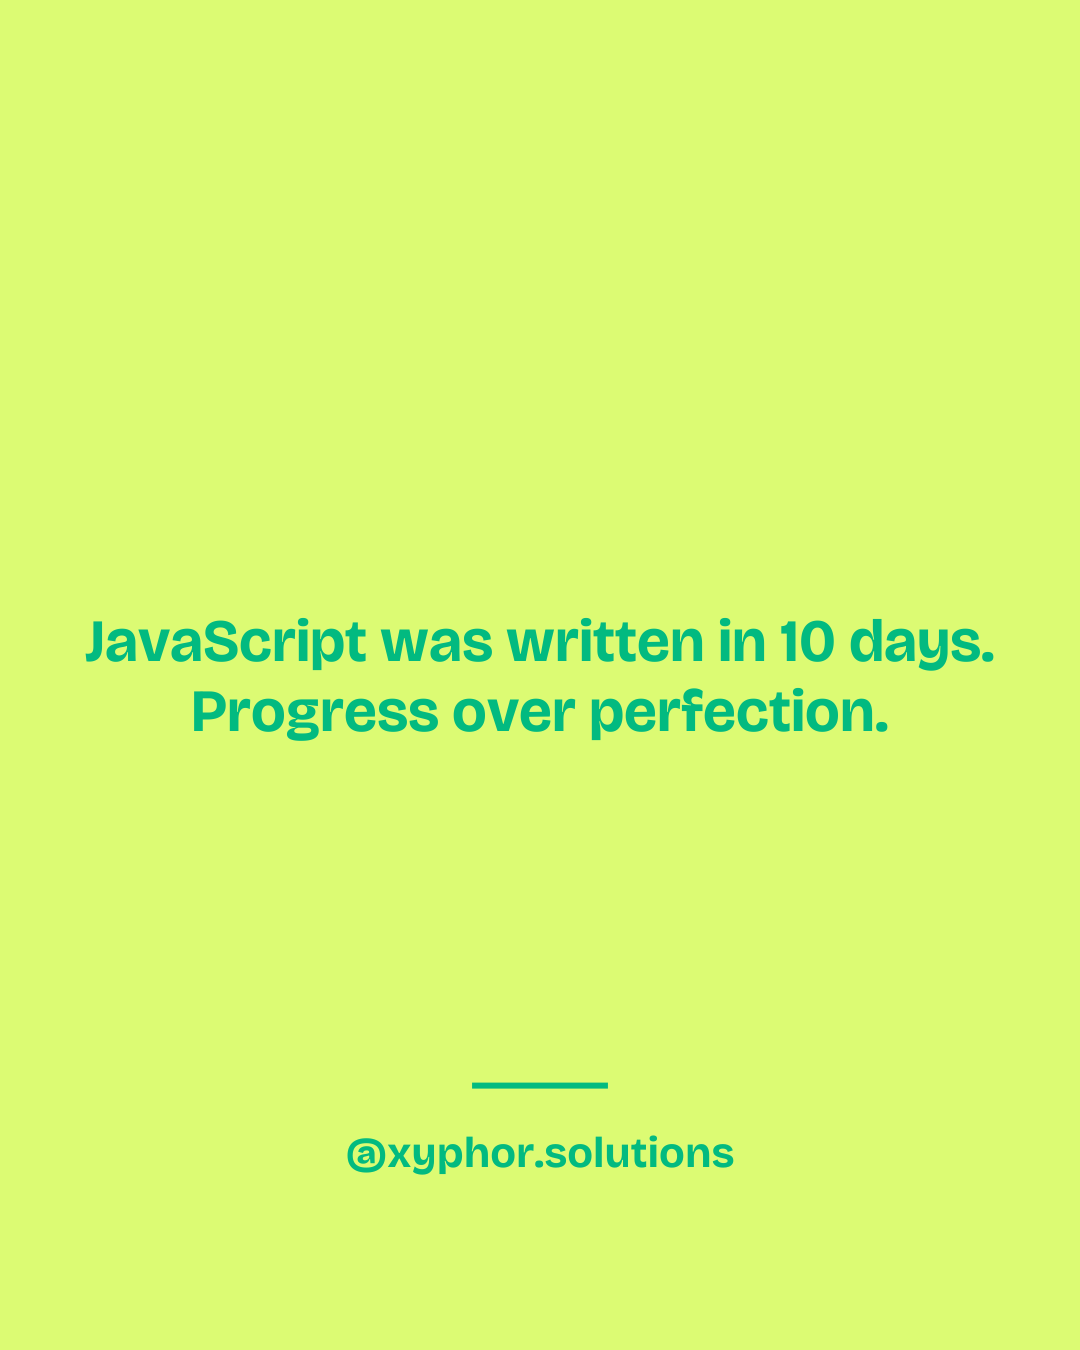 JavaScript was written in 10 days.
Progress over perfection.
@xyphor.solutions